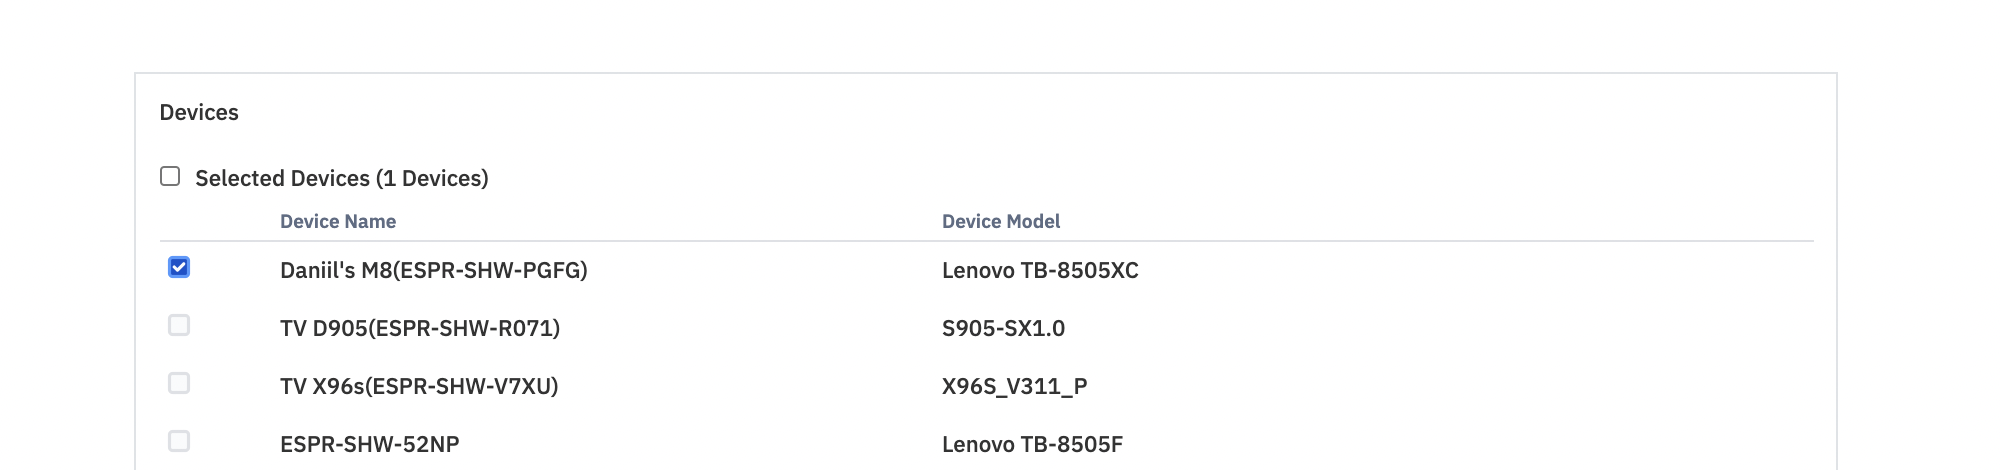 Devices
Selected Devices (1 Devices)
Device Name Device Model
Daniil's M8(ESPR-SHW-PGFG) Lenovo TB-8505XC
TV D905(ESPR-SHW-R071) S905-SX1.0
TV X96s(ESPR-SHW-V7XU) X96S_V311_P
ESPR-SHW-52NP Lenovo TB-8505F